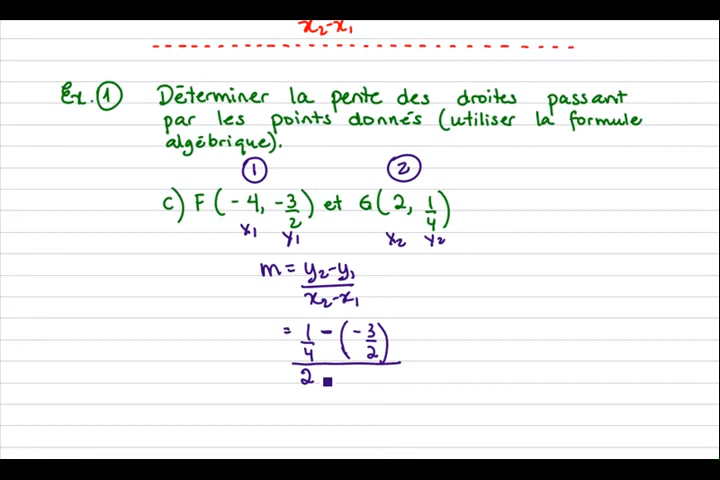 x₂-x₁
Ex. ① Déterminer la pente des droites passant
par les points donnés (utiliser la formule
algébrique).
① ②
c) F(-4, -3/2) et G(2, 1/4)
x₁ y₁ x₂ y₂
m = y₂-y₁
x₂-x₁
= 1/4 - (-3/2)
2